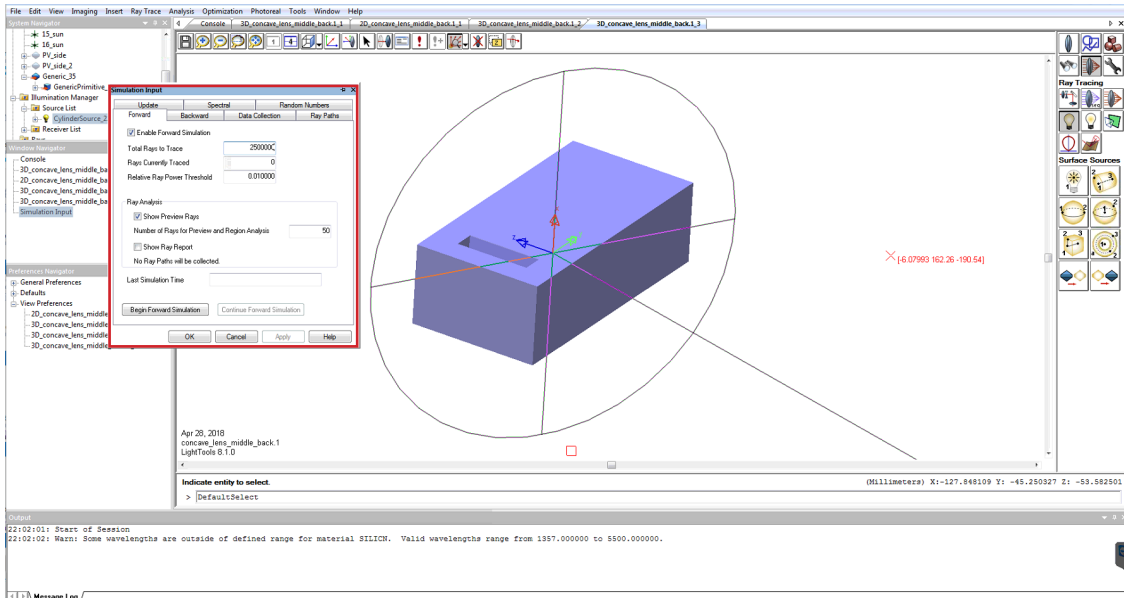 File Edit View Imaging Insert Ray Trace Analysis Optimization Photoreal Tools Window Help
System Navigator
Console 3D_concave_lens_middle_back.1_1 2D_concave_lens_middle_back.1_1 3D_concave_lens_middle_back.1_2 3D_concave_lens_middle_back.1_3
15_sun
16_sun
PV_side
PV_side_2
Generic_35
GenericPrimitive_
Illumination Manager
Source List
CylinderSource_2
Receiver List
Window Navigator
Console
3D_concave_lens_middle_ba
2D_concave_lens_middle_ba
3D_concave_lens_middle_ba
3D_concave_lens_middle_ba
Simulation Input
Preferences Navigator
General Preferences
Defaults
View Preferences
2D_concave_lens_middle
3D_concave_lens_middle
3D_concave_lens_middle
3D_concave_lens_middle
Simulation Input
Update Spectral Random Numbers
Forward Backward Data Collection Ray Paths
Enable Forward Simulation
Total Rays to Trace 250000
Rays Currently Traced 0
Relative Ray Power Threshold 0.010000
Ray Analysis
Show Preview Rays
Number of Rays for Preview and Region Analysis 50
Show Ray Report
No Ray Paths will be collected.
Last Simulation Time
Begin Forward Simulation Continue Forward Simulation
OK Cancel Apply Help
Z
[-6.07993 162.26 -190.54]
Apr 28, 2018
concave_lens_middle_back.1
LightTools 8.1.0
Ray Tracing
Surface Sources
Indicate entity to select.
(Millimeters) X:-127.848109 Y: -45.250327 Z: -53.582501
> DefaultSelect
Output
22:02:01: Start of Session
22:02:02: Warn: Some wavelengths are outside of defined range for material SILICN. Valid wavelengths range from 1357.000000 to 5500.000000.
Message Log